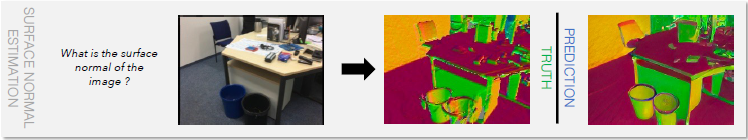 SURFACE NORMAL
ESTIMATION
What is the surface
normal of the
image ?
TRUTH
PREDICTION